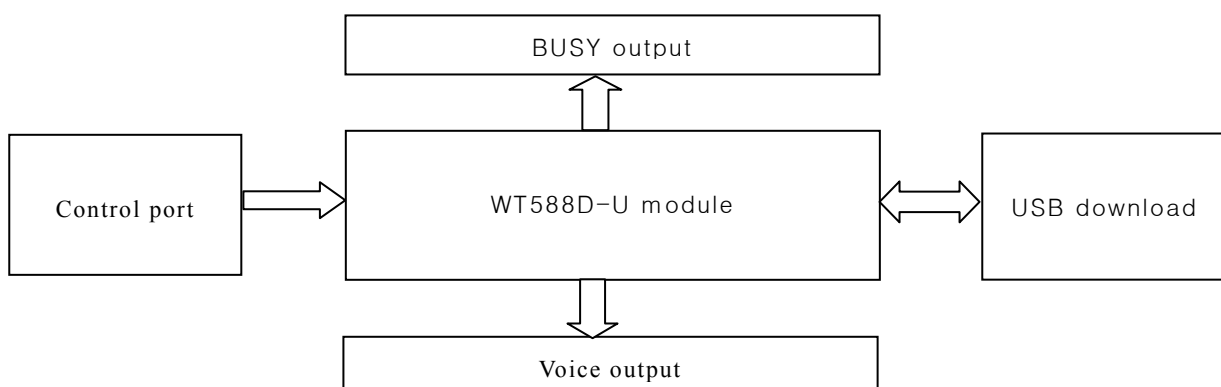 BUSY output
Control port
WT588D-U module
USB download
Voice output